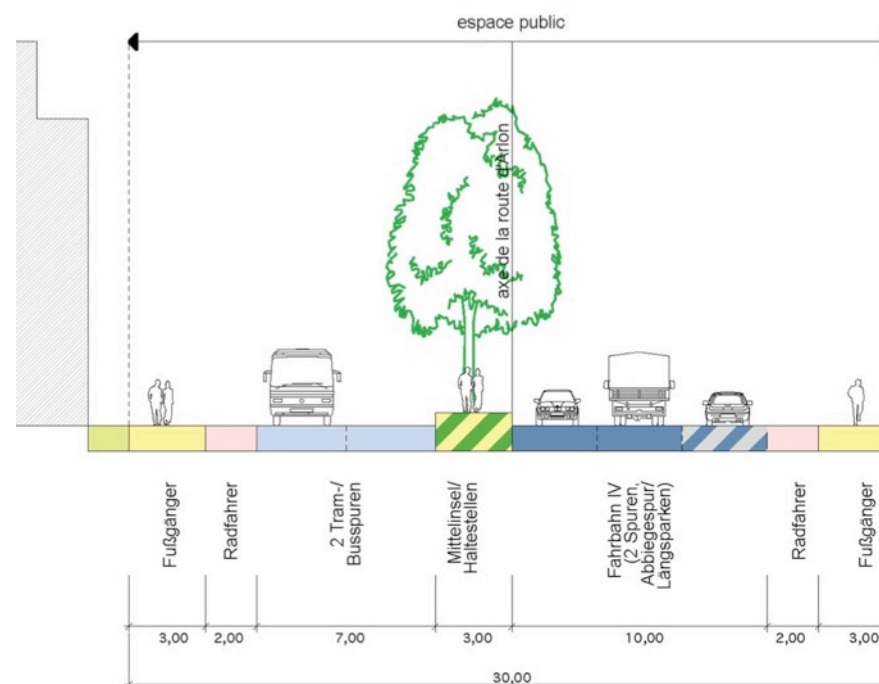 espace public
axe de la route d'Arlon
Fußgänger
Radfahrer
2 Tram-/
Busspuren
Mittelinsel/
Haltestellen
Fahrbahn IV
(2 Spuren,
Abbiegespur/
Längsparken)
Radfahrer
Fußgänger
3,00
2,00
7,00
3,00
10,00
2,00
3,00
30,00